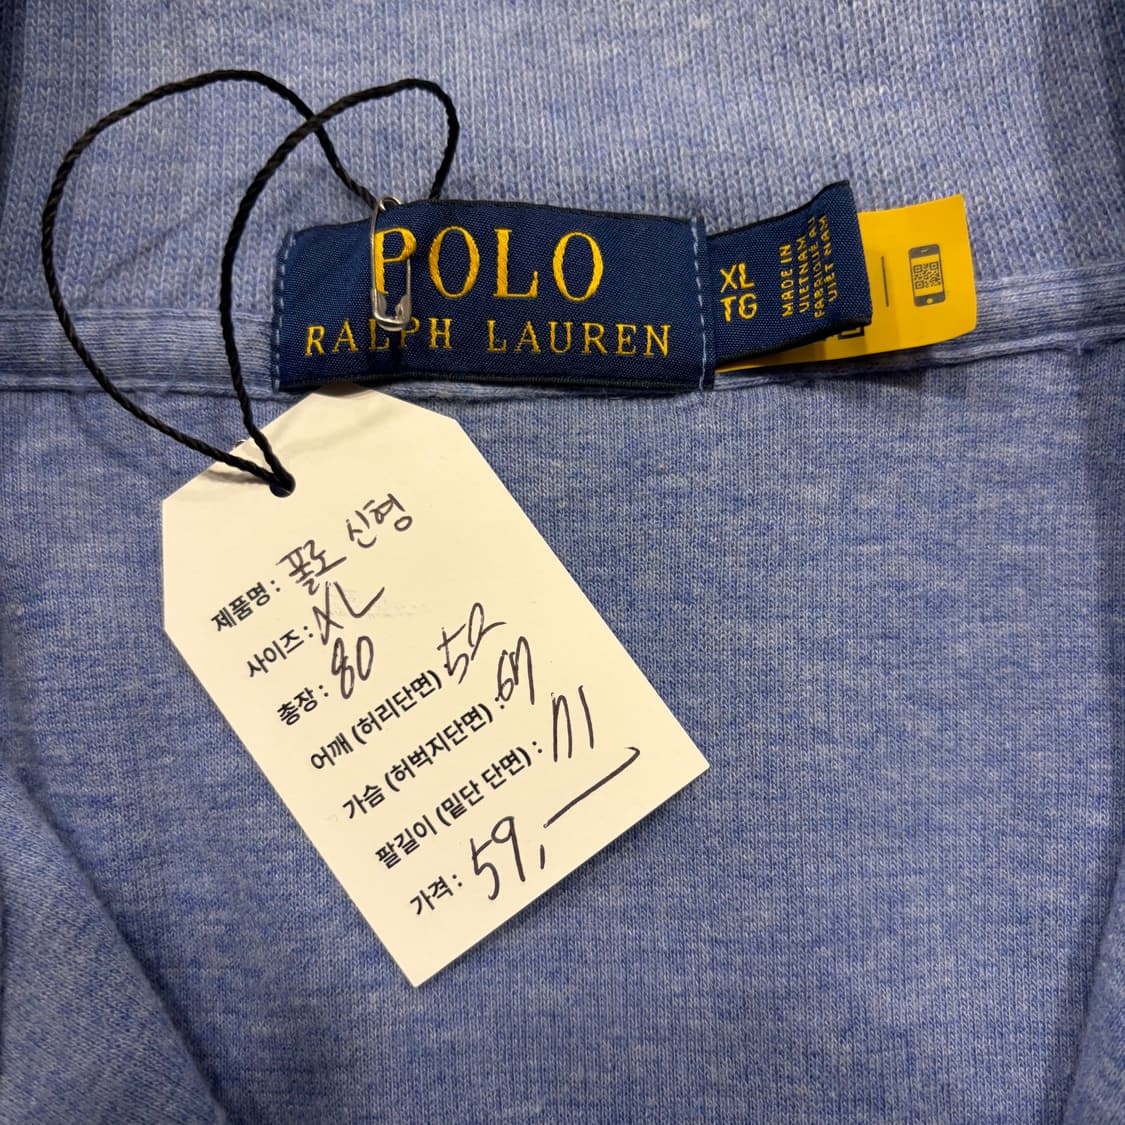 POLO
RALPH LAUREN
XL
TG
MADE IN
VIETNAM
FABRIQUÉ AU
VIET NAM
제품명 : 폴로 신형
사이즈 : XL
총장 : 80
어깨 (허리단면) 52
가슴 (허벅지단면) : 67
팔길이 (밑단 단면) : 71
가격 : 59,—